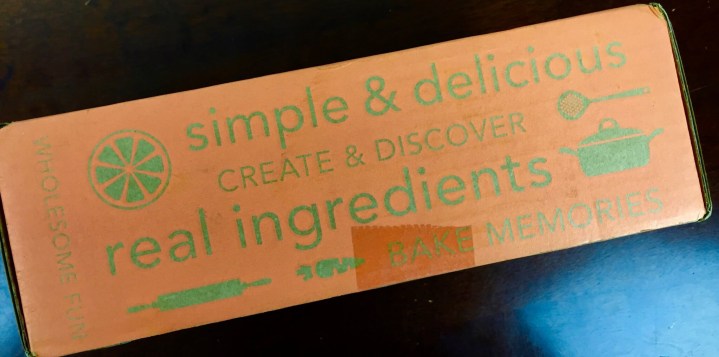 simple & delicious
CREATE & DISCOVER
real ingredients
BAKE MEMORIES
WHOLESOME FUN